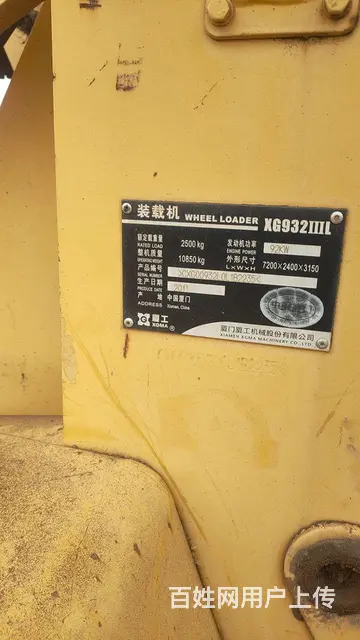 装载机 WHEEL LOADER XG932IIIL
额定载重量 RATED LOAD 2500 kg 发动机功率 ENGINE POWER 92KW
整机质量 OPERATING WEIGHT 10850 kg 外形尺寸 L×W×H 7200×2400×3150
产品编号 SERIAL NUMBER
生产日期 PRODUCE DATE 2011
地址 ADDRESS 中国厦门 Xiamen, China
厦工 XGMA
厦门厦工机械股份有限公司
XIAMEN XGMA MACHINERY CO.,LTD.
百姓网用户上传